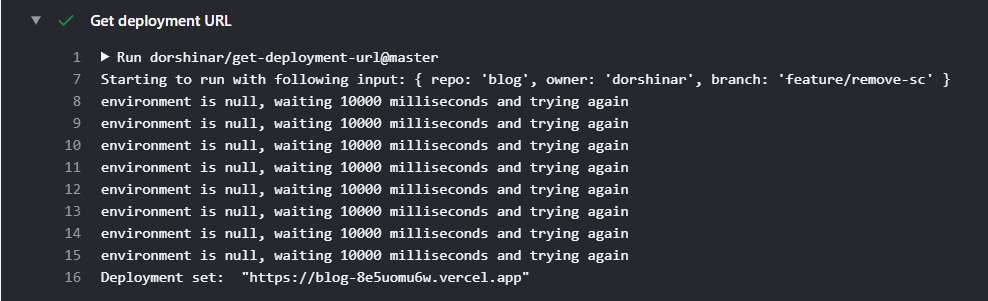 Get deployment URL
1 Run dorshinar/get-deployment-url@master
7 Starting to run with following input: { repo: 'blog', owner: 'dorshinar', branch: 'feature/remove-sc' }
8 environment is null, waiting 10000 milliseconds and trying again
9 environment is null, waiting 10000 milliseconds and trying again
10 environment is null, waiting 10000 milliseconds and trying again
11 environment is null, waiting 10000 milliseconds and trying again
12 environment is null, waiting 10000 milliseconds and trying again
13 environment is null, waiting 10000 milliseconds and trying again
14 environment is null, waiting 10000 milliseconds and trying again
15 environment is null, waiting 10000 milliseconds and trying again
16 Deployment set:  "https://blog-8e5uomu6w.vercel.app"